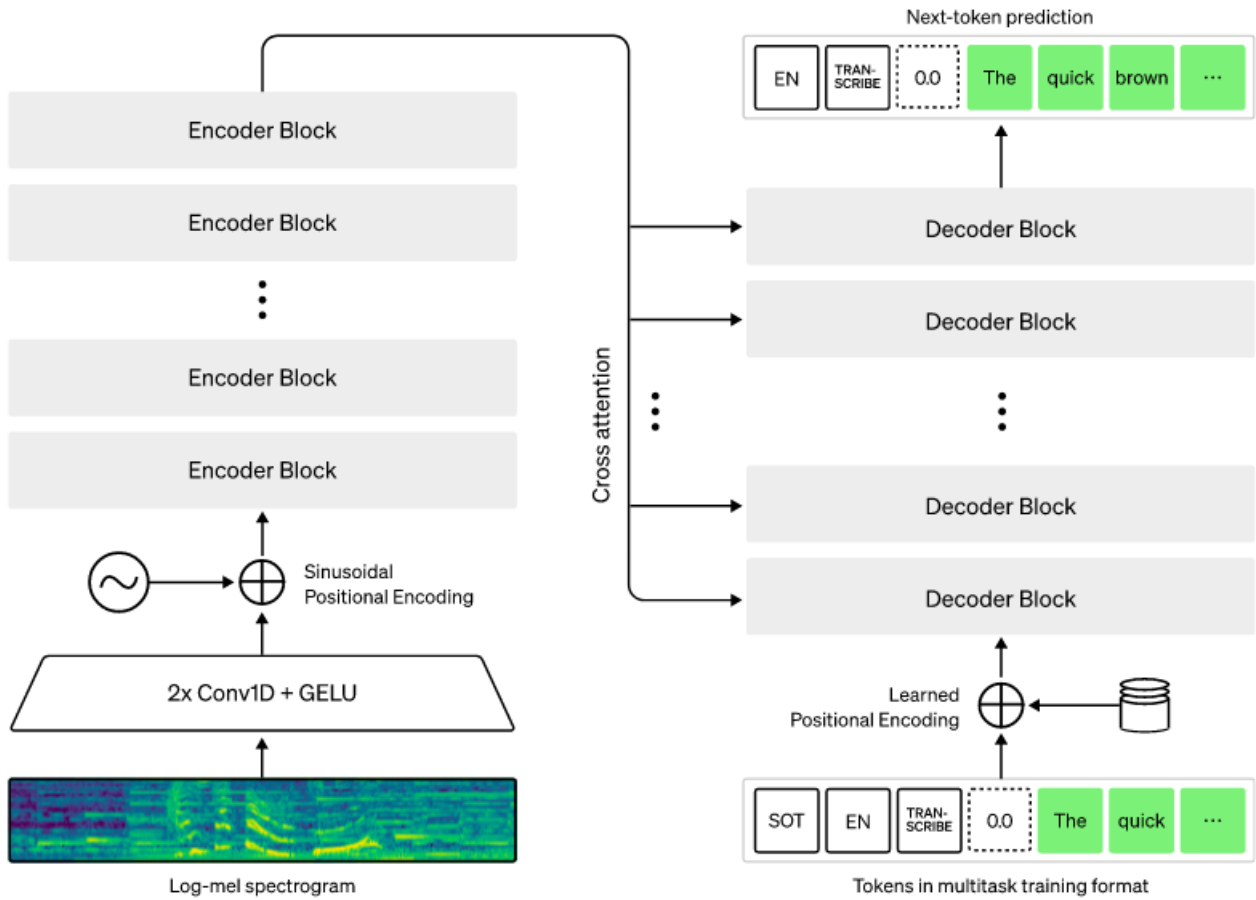 Next-token prediction
EN
TRAN-
SCRIBE
0.0
The
quick
brown
...
Encoder Block
Encoder Block
Encoder Block
Encoder Block
Sinusoidal
Positional Encoding
2x Conv1D + GELU
Log-mel spectrogram
Cross attention
Decoder Block
Decoder Block
Decoder Block
Decoder Block
Learned
Positional Encoding
SOT
EN
TRAN-
SCRIBE
0.0
The
quick
...
Tokens in multitask training format